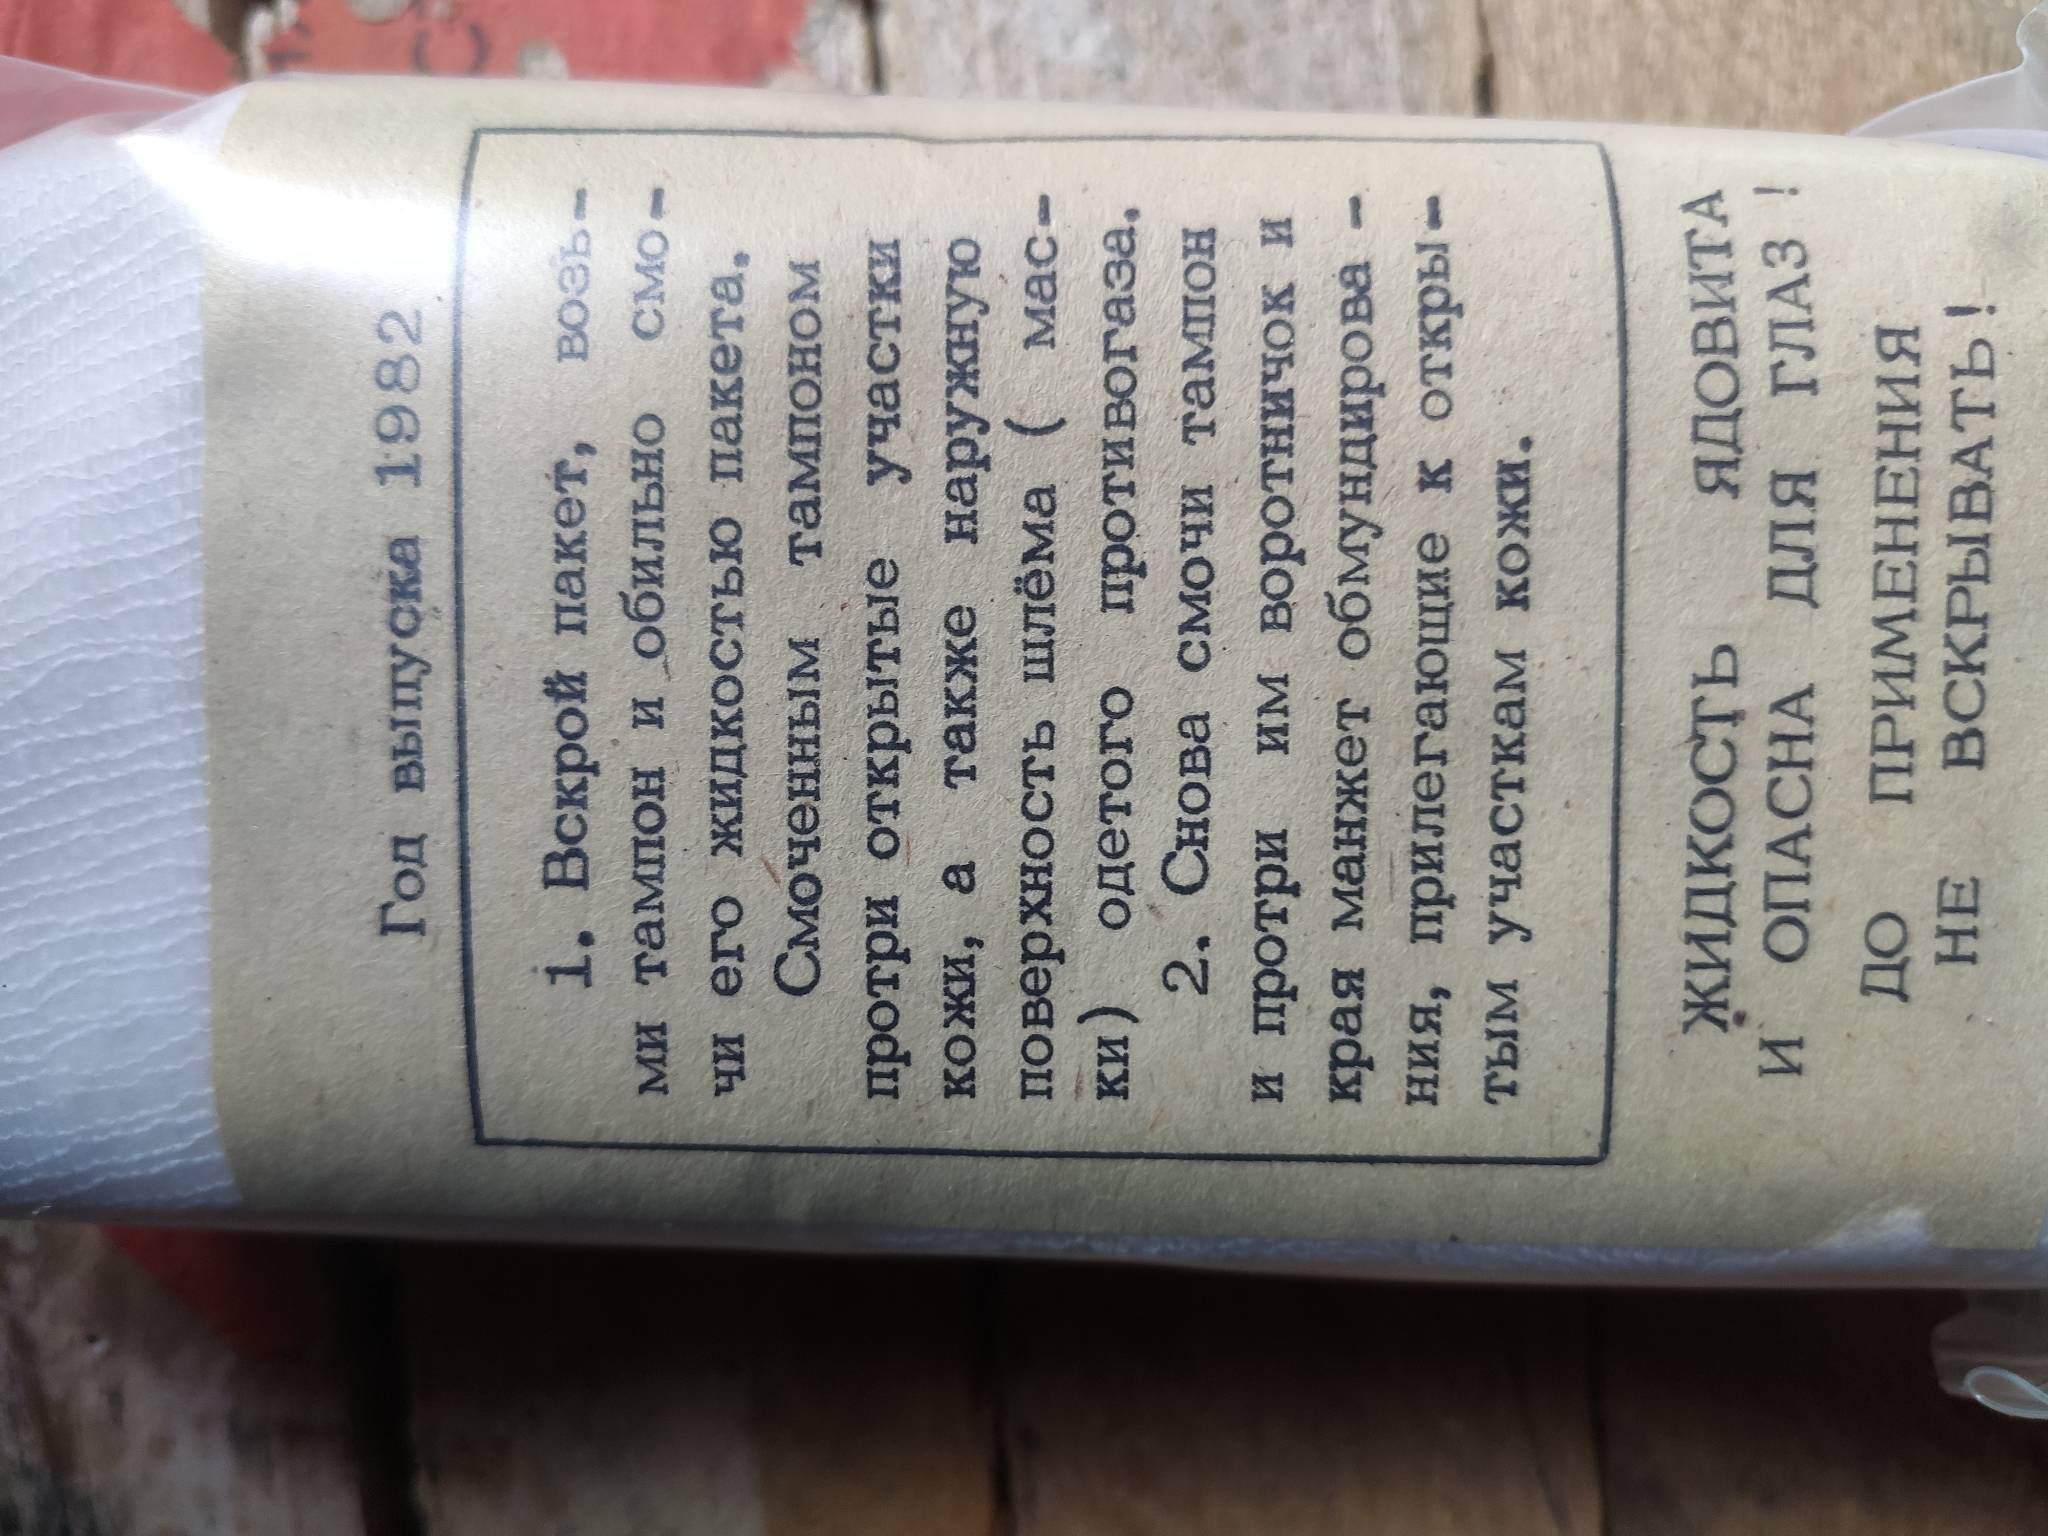 Год выпуска 1982
1. Вскрой пакет, возь-
ми тампон и обильно смо-
чи его жидкостью пакета.
Смоченным тампоном
протри открытые участки
кожи, а также наружную
поверхность шлёма ( мас-
ки) одетого противогаза.
2. Снова смочи тампон
и протри им воротничок и
края манжет обмундирова -
ния, прилегающие к откры-
тым участкам кожи.
ЖИДКОСТЬ ЯДОВИТА
И ОПАСНА ДЛЯ ГЛАЗ !
ДО ПРИМЕНЕНИЯ
НЕ ВСКРЫВАТЬ!